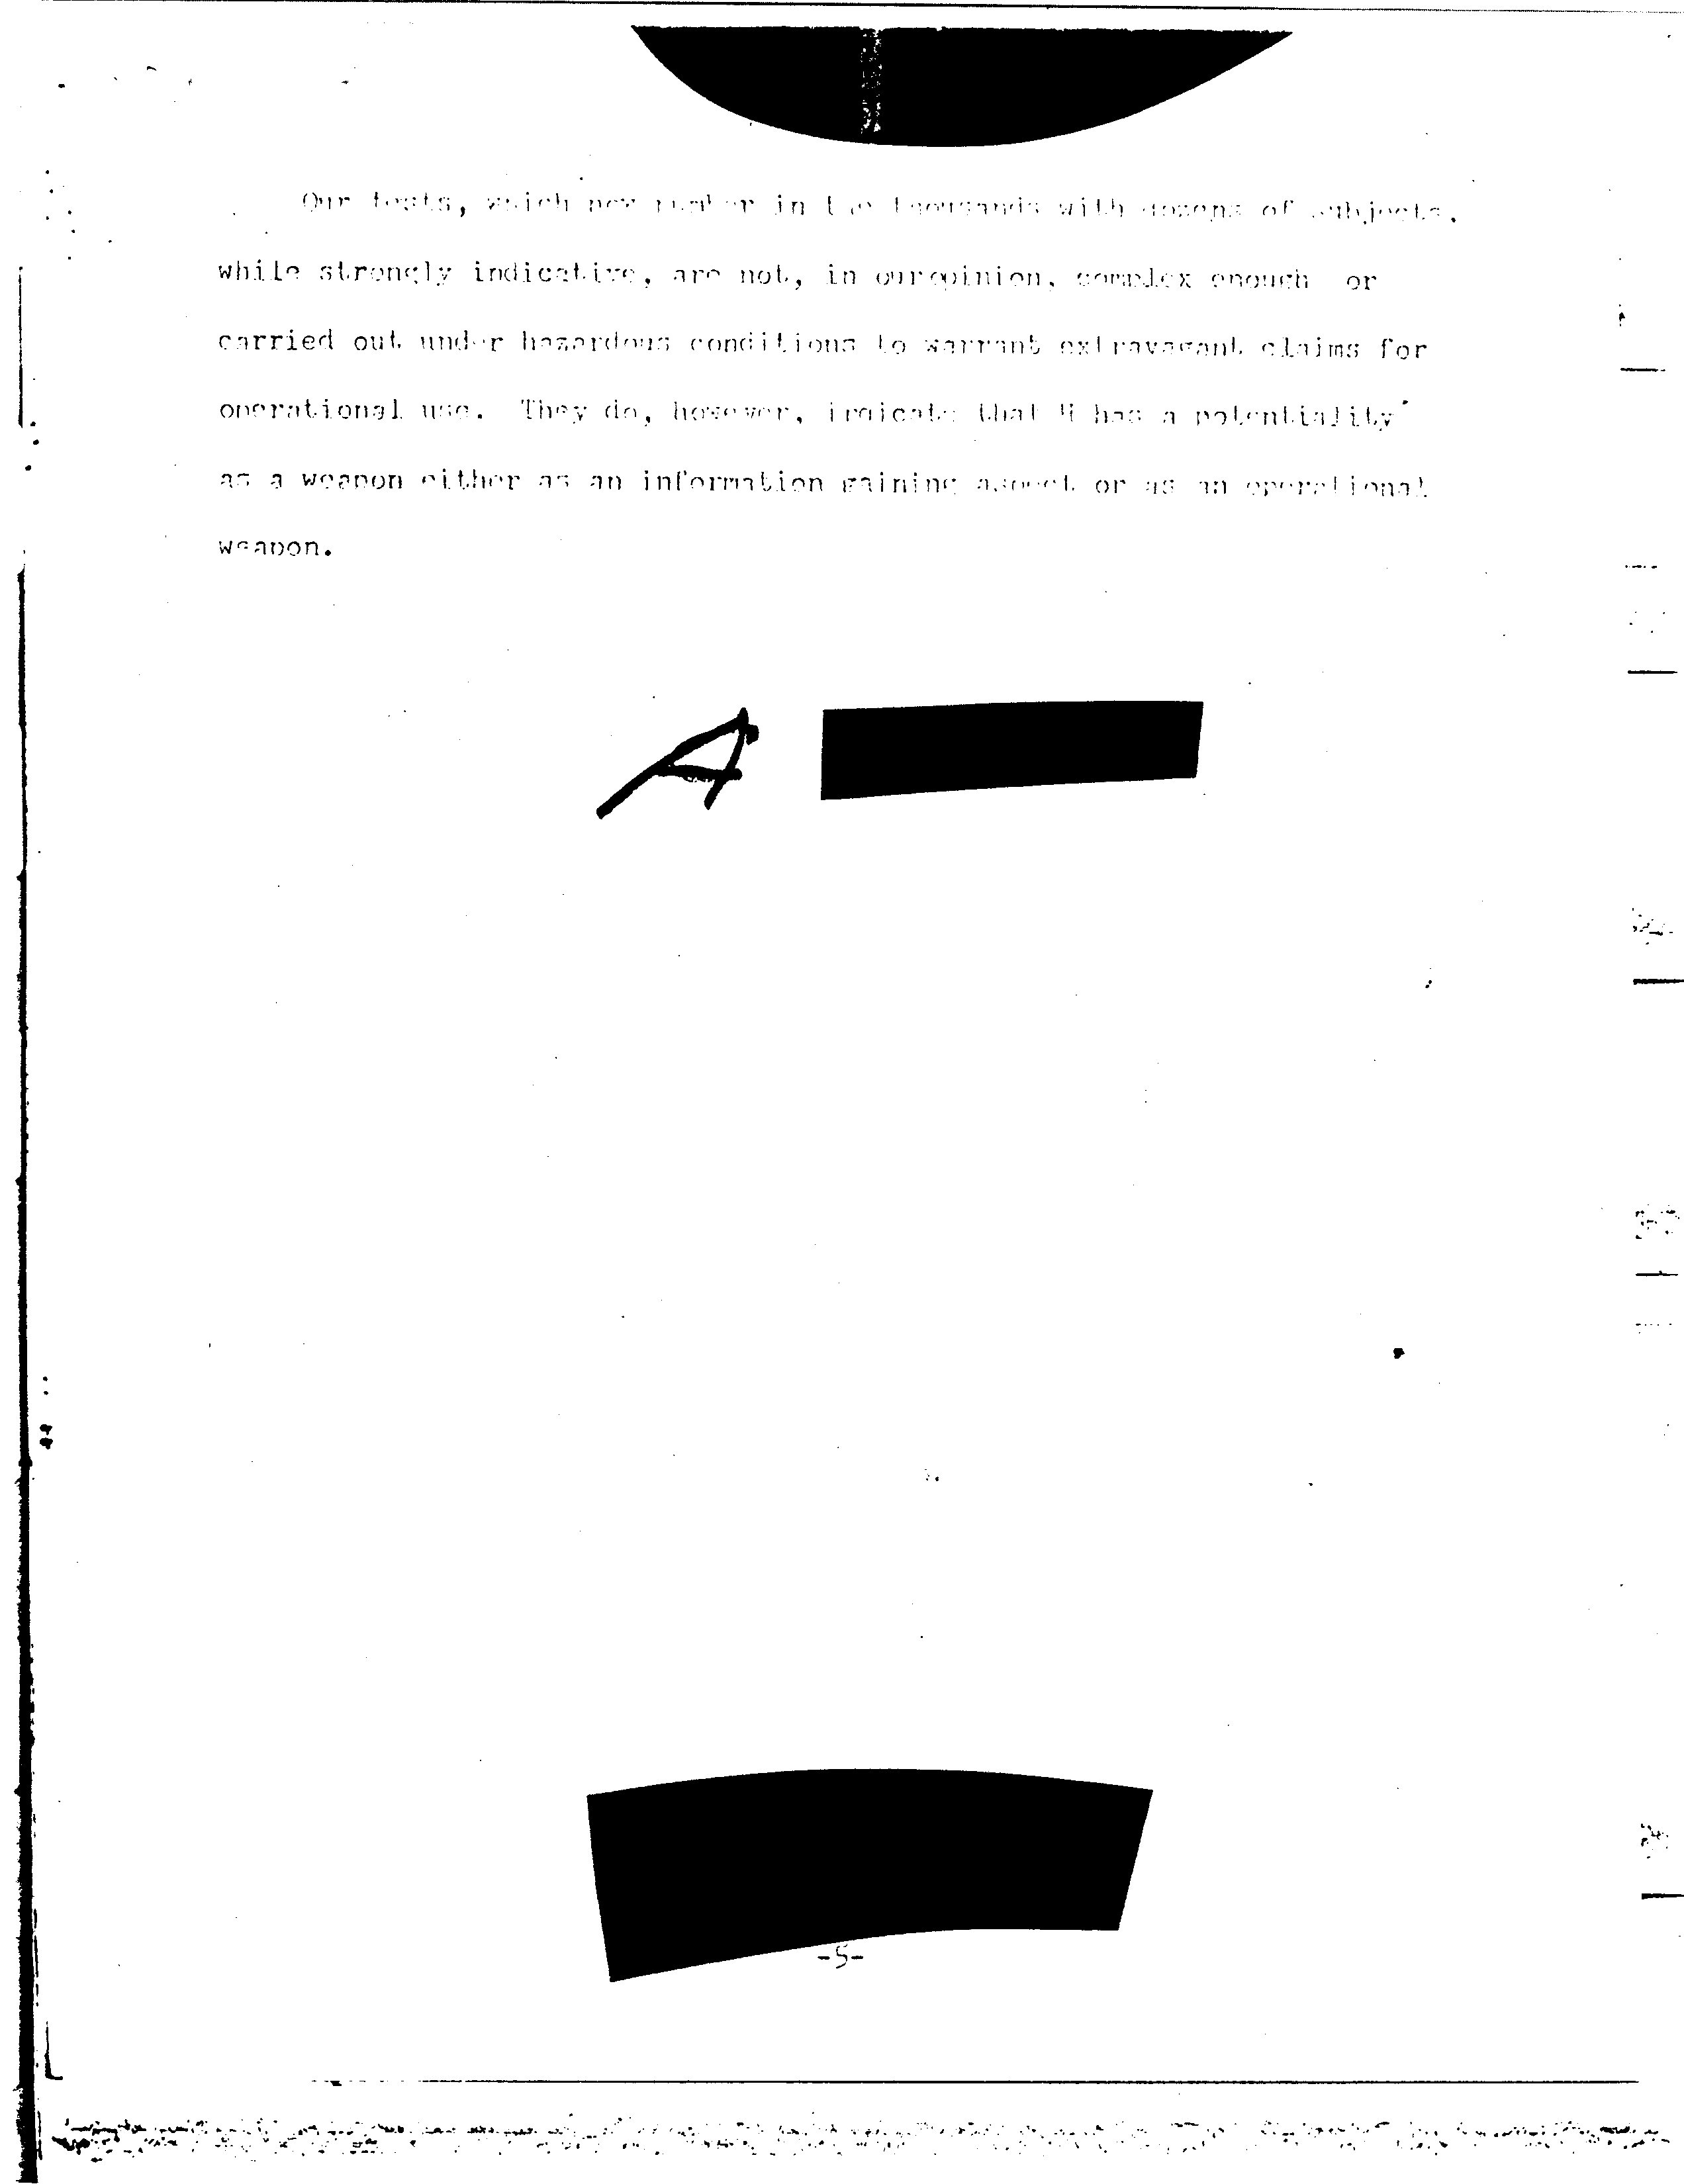 Our tests, which now number in the thousands with dozens of subjects,
while strongly indicative, are not, in ouropinion, complex enough or
carried out under hazardous conditions to warrant extravagant claims for
operational use. They do, however, indicate that H has a potentiality
as a weapon either as an information gaining aspect or as an operational
weapon.
A
-5-